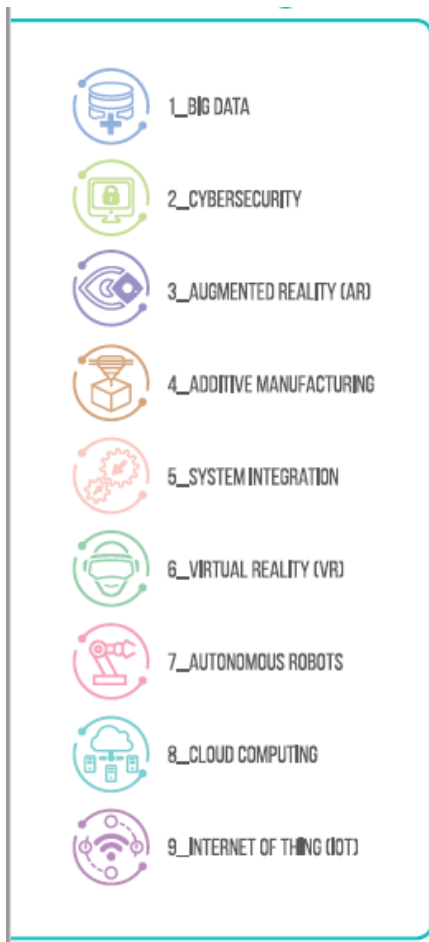 1_BIG DATA
2_CYBERSECURITY
3_AUGMENTED REALITY (AR)
4_ADDITIVE MANUFACTURING
5_SYSTEM INTEGRATION
6_VIRTUAL REALITY (VR)
7_AUTONOMOUS ROBOTS
8_CLOUD COMPUTING
9_INTERNET OF THING (IOT)